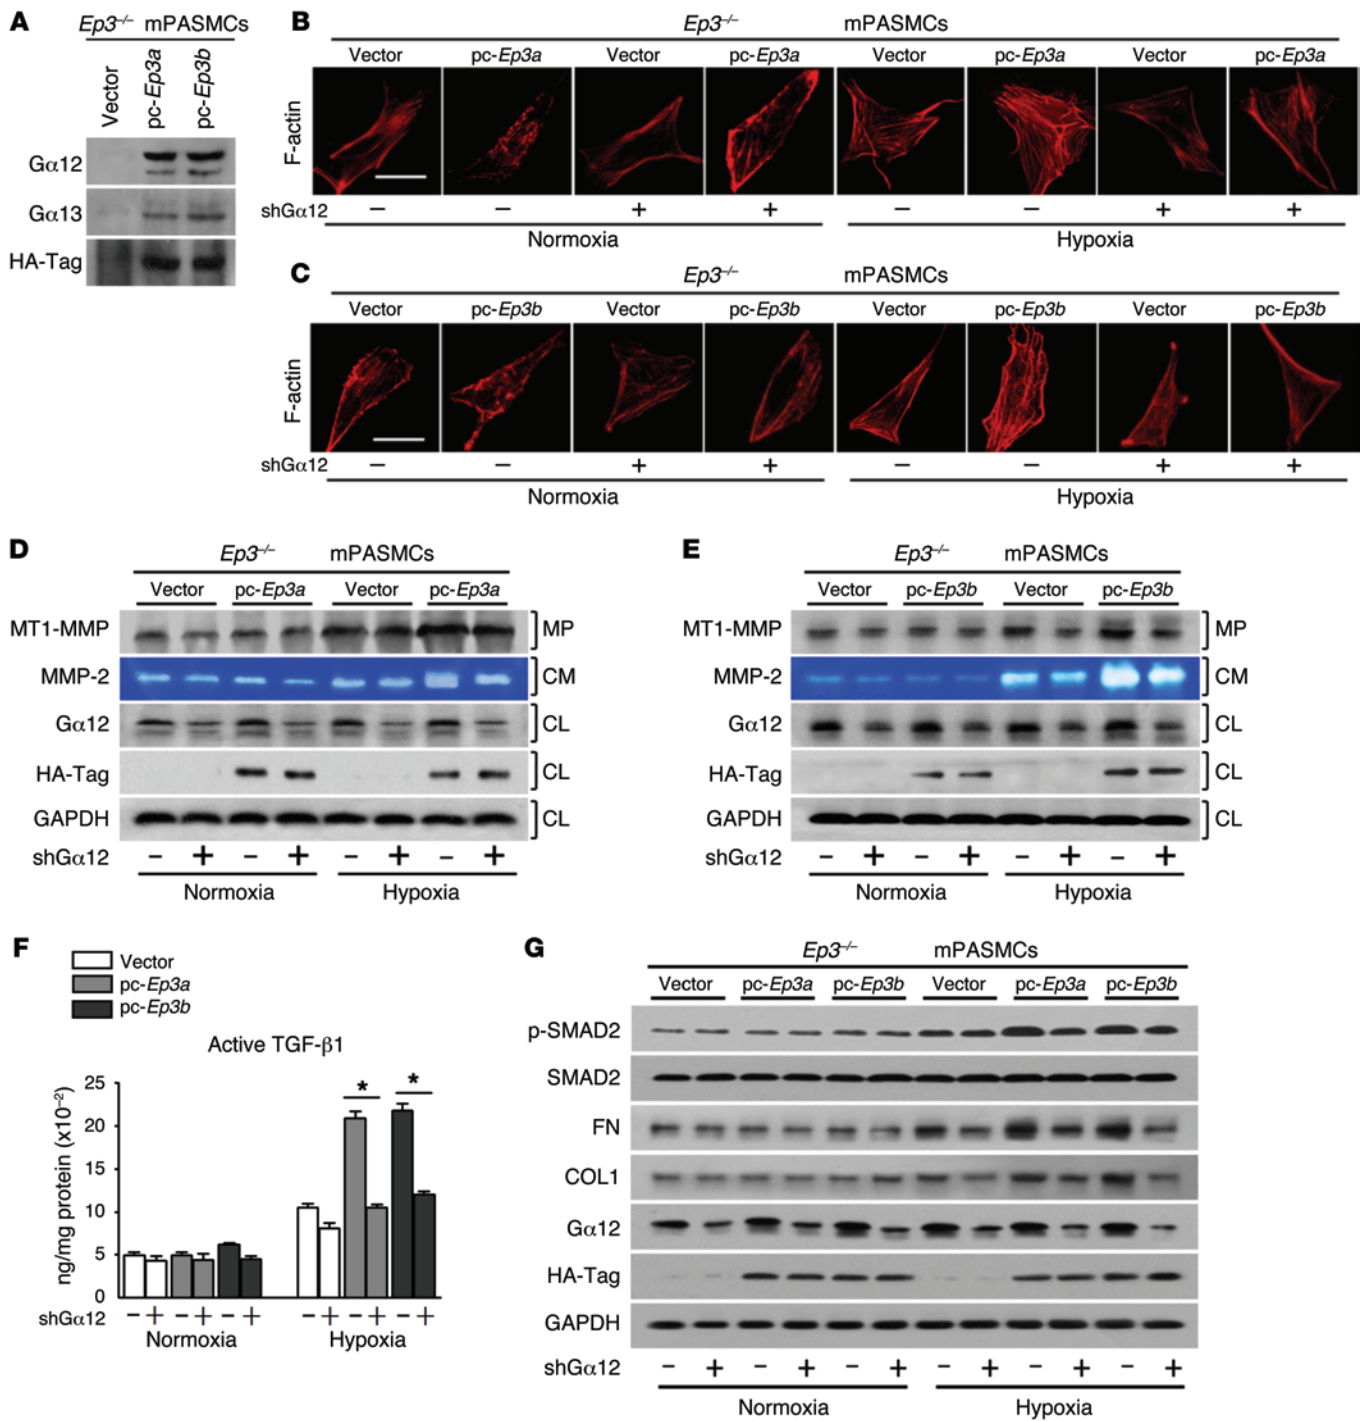 A
Ep3–/– mPASMCs
Vector
pc-Ep3a
pc-Ep3b
Gα12
Gα13
HA-Tag
B
Ep3–/– mPASMCs
Vector pc-Ep3a Vector pc-Ep3a Vector pc-Ep3a Vector pc-Ep3a
F-actin
shGα12 – – + + – – + +
Normoxia Hypoxia
C
Ep3–/– mPASMCs
Vector pc-Ep3b Vector pc-Ep3b Vector pc-Ep3b Vector pc-Ep3b
F-actin
shGα12 – – + + – – + +
Normoxia Hypoxia
D
Ep3–/– mPASMCs
Vector pc-Ep3a Vector pc-Ep3a
MT1-MMP MP
MMP-2 CM
Gα12 CL
HA-Tag CL
GAPDH CL
shGα12 – + – + – + – +
Normoxia Hypoxia
E
Ep3–/– mPASMCs
Vector pc-Ep3b Vector pc-Ep3b
MT1-MMP MP
MMP-2 CM
Gα12 CL
HA-Tag CL
GAPDH CL
shGα12 – + – + – + – +
Normoxia Hypoxia
F
Vector
pc-Ep3a
pc-Ep3b
Active TGF-β1
ng/mg protein (x10–2)
25
20
15
10
5
0
* *
shGα12 – + – + – + – + – + – +
Normoxia Hypoxia
G
Ep3–/– mPASMCs
Vector pc-Ep3a pc-Ep3b Vector pc-Ep3a pc-Ep3b
p-SMAD2
SMAD2
FN
COL1
Gα12
HA-Tag
GAPDH
shGα12 – + – + – + – + – + – +
Normoxia Hypoxia